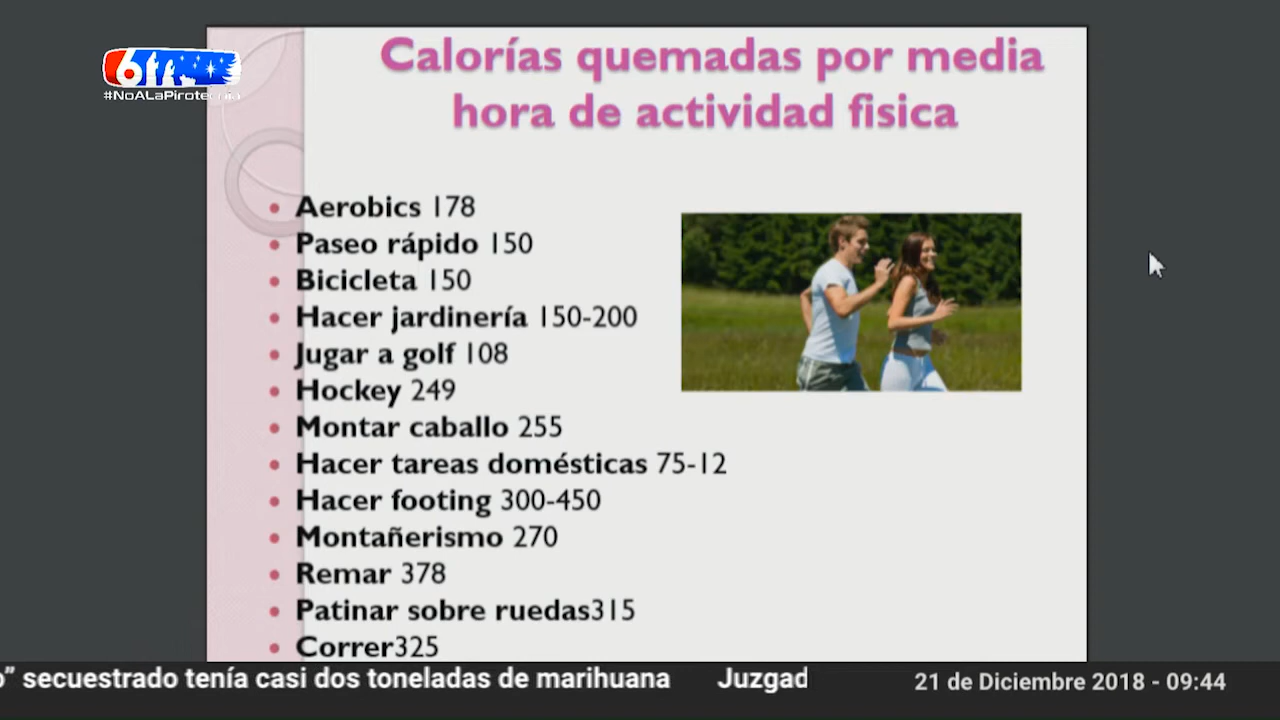 Calorías quemadas por media
hora de actividad fisica
#NoALaPirotecnia
Aerobics 178
Paseo rápido 150
Bicicleta 150
Hacer jardinería 150-200
Jugar a golf 108
Hockey 249
Montar caballo 255
Hacer tareas domésticas 75-12
Hacer footing 300-450
Montañerismo 270
Remar 378
Patinar sobre ruedas315
Correr325
o” secuestrado tenía casi dos toneladas de marihuana Juzgad
21 de Diciembre 2018 - 09:44